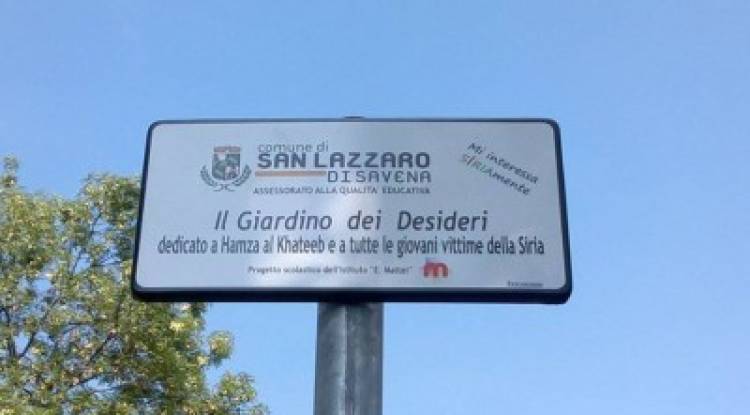 comune di
SAN LAZZARO
DI SAVENA
ASSESSORATO ALLA QUALITA' EDUCATIVA
Mi interessa
SIRIAmente
Il Giardino dei Desideri
dedicato a Hamza al Khateeb e a tutte le giovani vittime della Siria
Progetto scolastico dell'Istituto "E. Mattei"
m